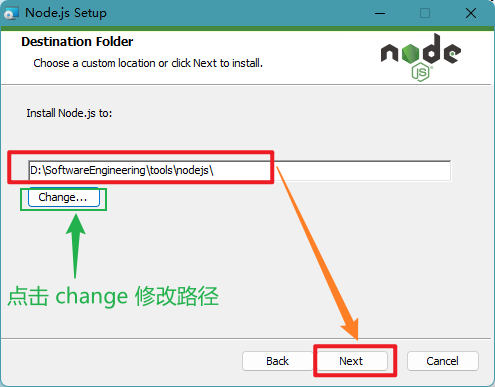 Node.js Setup
Destination Folder
Choose a custom location or click Next to install.
node
JS
Install Node.js to:
D:\SoftwareEngineering\tools\nodejs\
Change...
点击 change 修改路径
Back
Next
Cancel